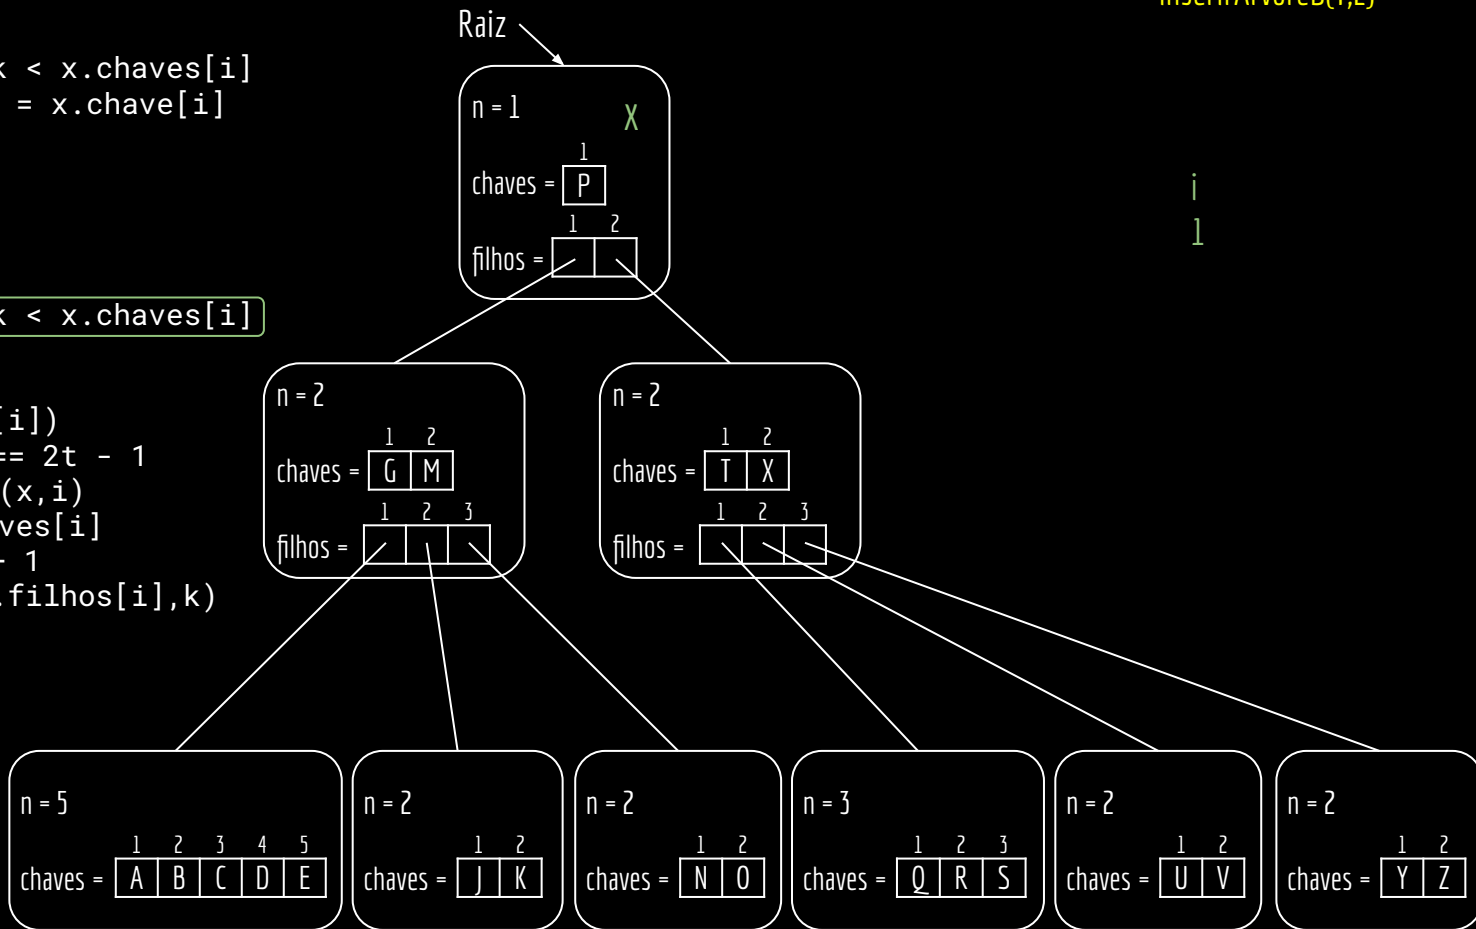 Raiz
k < x.chaves[i]
= x.chave[i]
k < x.chaves[i]
[i])
== 2t - 1
(x,i)
ves[i]
- 1
.filhos[i],k)
i
1
n = 1
X
1
chaves = P
1 2
filhos =
n = 2
1 2
chaves = G M
1 2 3
filhos =
n = 2
1 2
chaves = T X
1 2 3
filhos =
n = 5
1 2 3 4 5
chaves = A B C D E
n = 2
1 2
chaves = J K
n = 2
1 2
chaves = N O
n = 3
1 2 3
chaves = Q R S
n = 2
1 2
chaves = U V
n = 2
1 2
chaves = Y Z